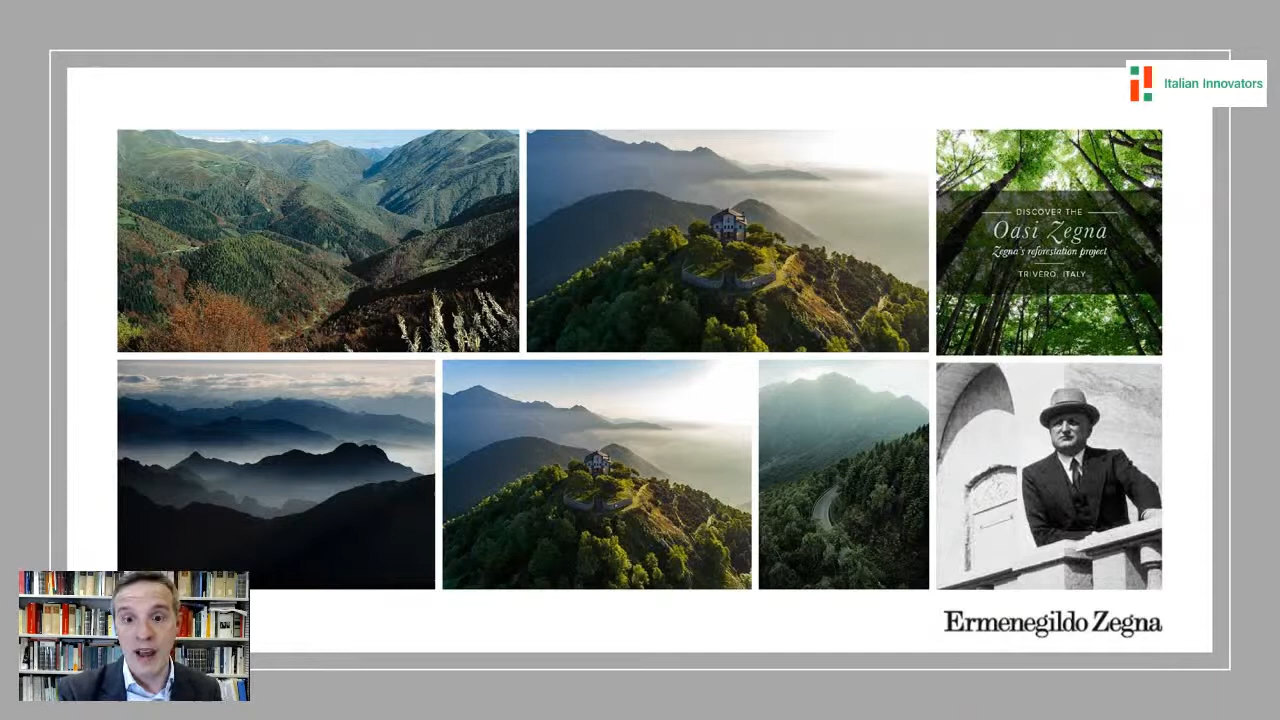 Italian Innovators
DISCOVER THE
Oasi Zegna
Zegna's reforestation project
TRIVERO, ITALY
Ermenegildo Zegna